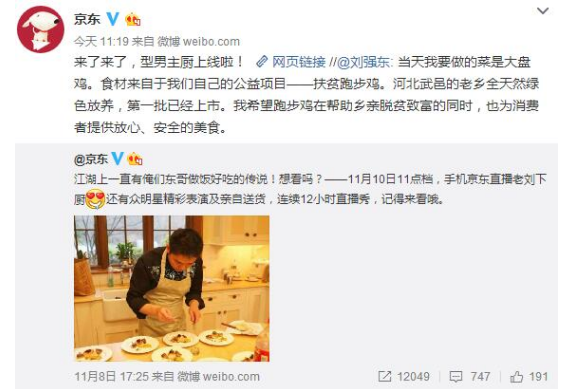 京东
今天 11:19 来自 微博 weibo.com
来了来了，型男主厨上线啦！ 网页链接 //@刘强东: 当天我要做的菜是大盘
鸡。食材来自于我们自己的公益项目——扶贫跑步鸡。河北武邑的老乡全天然绿
色放养，第一批已经上市。我希望跑步鸡在帮助乡亲脱贫致富的同时，也为消费
者提供放心、安全的美食。
@京东
江湖上一直有俺们东哥做饭好吃的传说！想看吗？——11月10日11点档，手机京东直播老刘下
厨 还有众明星精彩表演及亲自送货，连续12小时直播秀，记得来看哦。
11月8日 17:25 来自 微博 weibo.com
12049 747 191